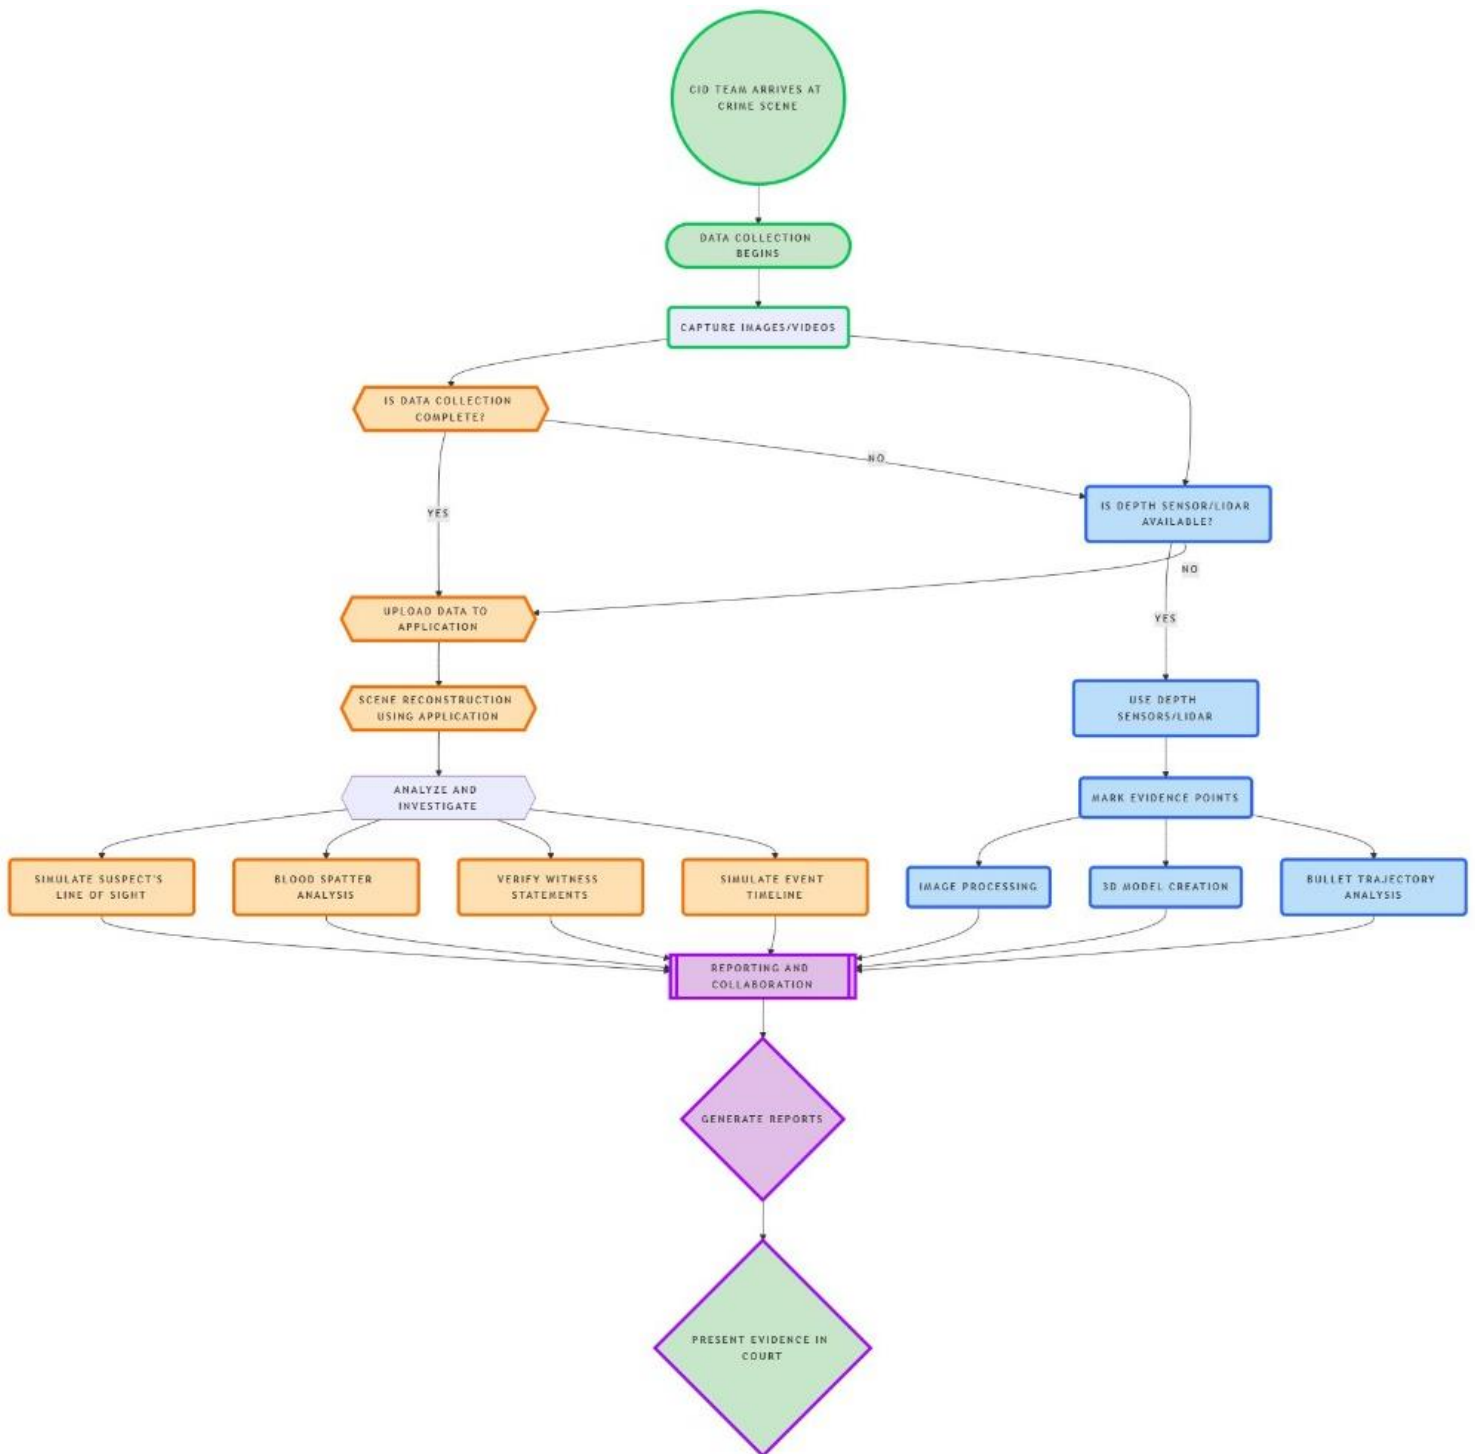 CID TEAM ARRIVES AT
CRIME SCENE
DATA COLLECTION
BEGINS
CAPTURE IMAGES/VIDEOS
IS DATA COLLECTION
COMPLETE?
NO
IS DEPTH SENSOR/LIDAR
AVAILABLE?
YES
NO
UPLOAD DATA TO
APPLICATION
YES
SCENE RECONSTRUCTION
USING APPLICATION
USE DEPTH
SENSORS/LIDAR
ANALYZE AND
INVESTIGATE
MARK EVIDENCE POINTS
SIMULATE SUSPECT'S
LINE OF SIGHT
BLOOD SPATTER
ANALYSIS
VERIFY WITNESS
STATEMENTS
SIMULATE EVENT
TIMELINE
IMAGE PROCESSING
3D MODEL CREATION
BULLET TRAJECTORY
ANALYSIS
REPORTING AND
COLLABORATION
GENERATE REPORTS
PRESENT EVIDENCE IN
COURT